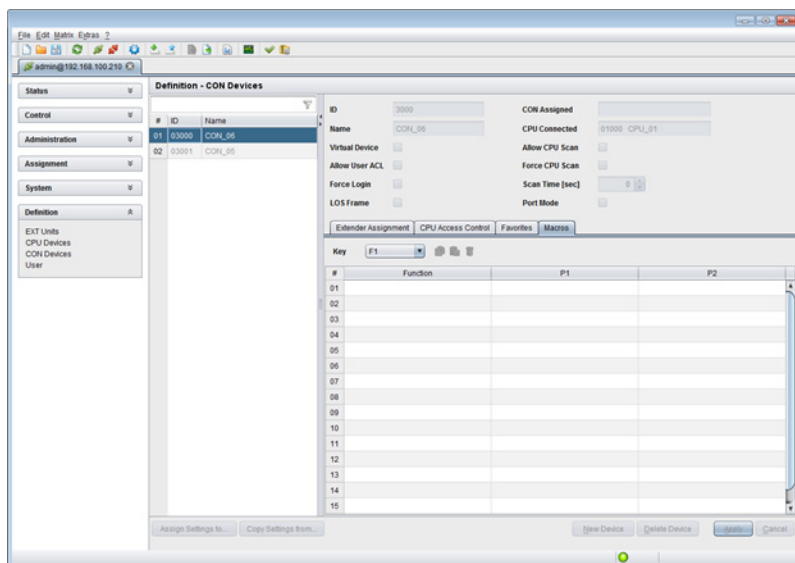 File Edit Matrix Extras ?
admin@192.168.100.210
Status
Control
Administration
Assignment
System
Definition
EXT Units
CPU Devices
CON Devices
User
Definition - CON Devices
# ID Name
01 03000 CON_06
02 03001 CON_05
ID 3000
Name CON_06
Virtual Device
Allow User ACL
Force Login
LOS Frame
CON Assigned
CPU Connected 01000 CPU_01
Allow CPU Scan
Force CPU Scan
Scan Time [sec] 0
Port Mode
Extender Assignment CPU Access Control Favorites Macros
Key F1
# Function P1 P2
01
02
03
04
05
06
07
08
09
10
11
12
13
14
15
Assign Settings to... Copy Settings from... New Device Delete Device Apply Cancel